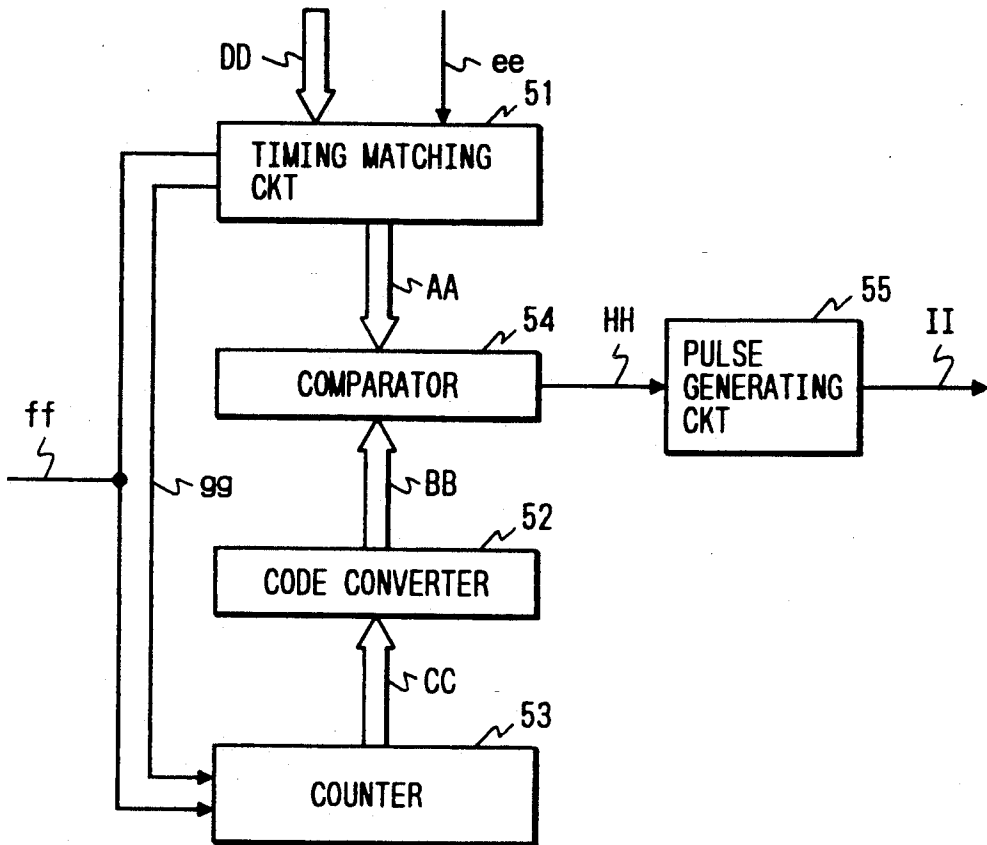 DD
ee
51
TIMING MATCHING
CKT
AA
54
COMPARATOR
HH
55
PULSE
GENERATING
CKT
II
ff
gg
BB
52
CODE CONVERTER
CC
53
COUNTER